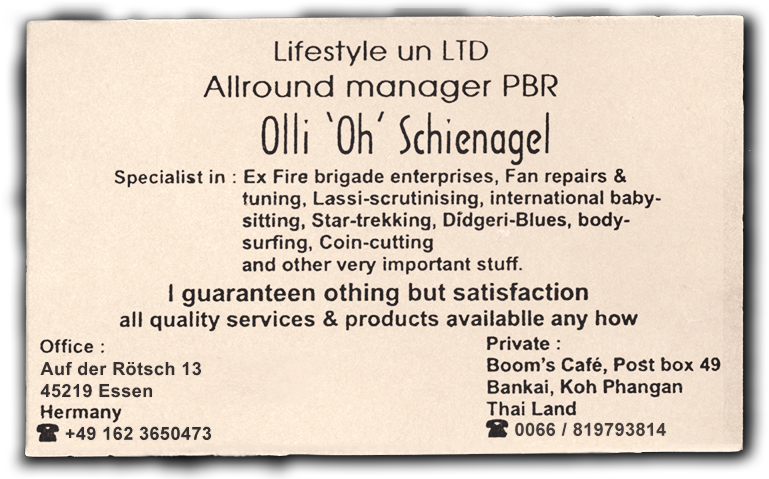 Lifestyle un LTD
Allround manager PBR
Olli 'Oh' Schienagel
Specialist in : Ex Fire brigade enterprises, Fan repairs &
tuning, Lassi-scrutinising, international baby-
sitting, Star-trekking, Didgeri-Blues, body-
surfing, Coin-cutting
and other very important stuff.
I guaranteen othing but satisfaction
all quality services & products availablle any how
Office :
Auf der Rötsch 13
45219 Essen
Hermany
☎ +49 162 3650473
Private :
Boom's Café, Post box 49
Bankai, Koh Phangan
Thai Land
☎ 0066 / 819793814